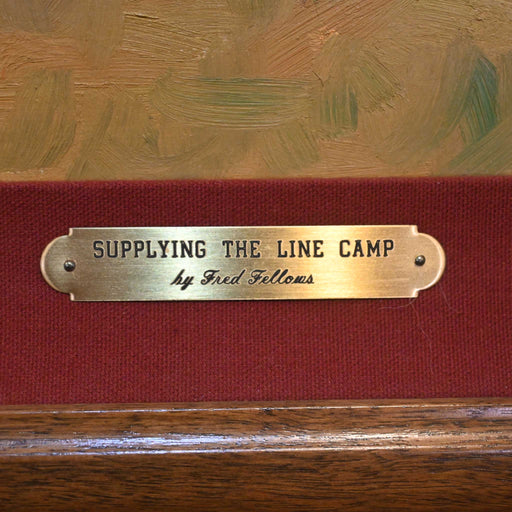 SUPPLYING THE LINE CAMP
by Fred Fellows